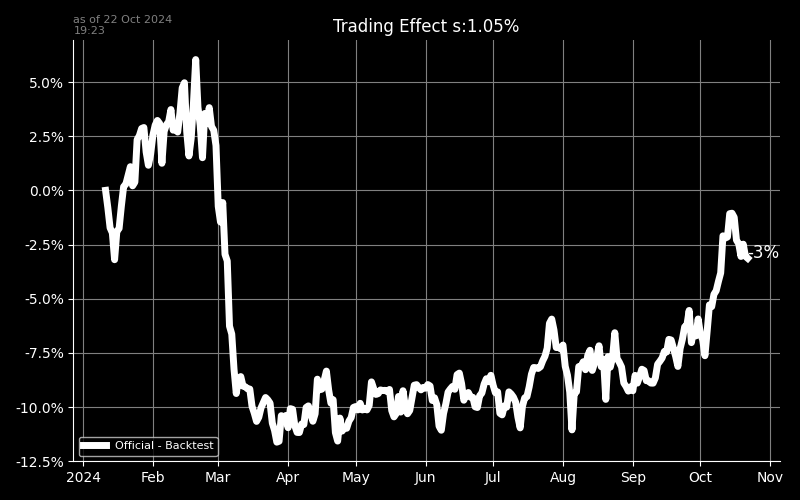 as of 22 Oct 2024
19:23
Trading Effect s:1.05%
5.0%
2.5%
0.0%
-2.5%
-5.0%
-7.5%
-10.0%
-12.5%
-3%
Official - Backtest
2024 Feb Mar Apr May Jun Jul Aug Sep Oct Nov